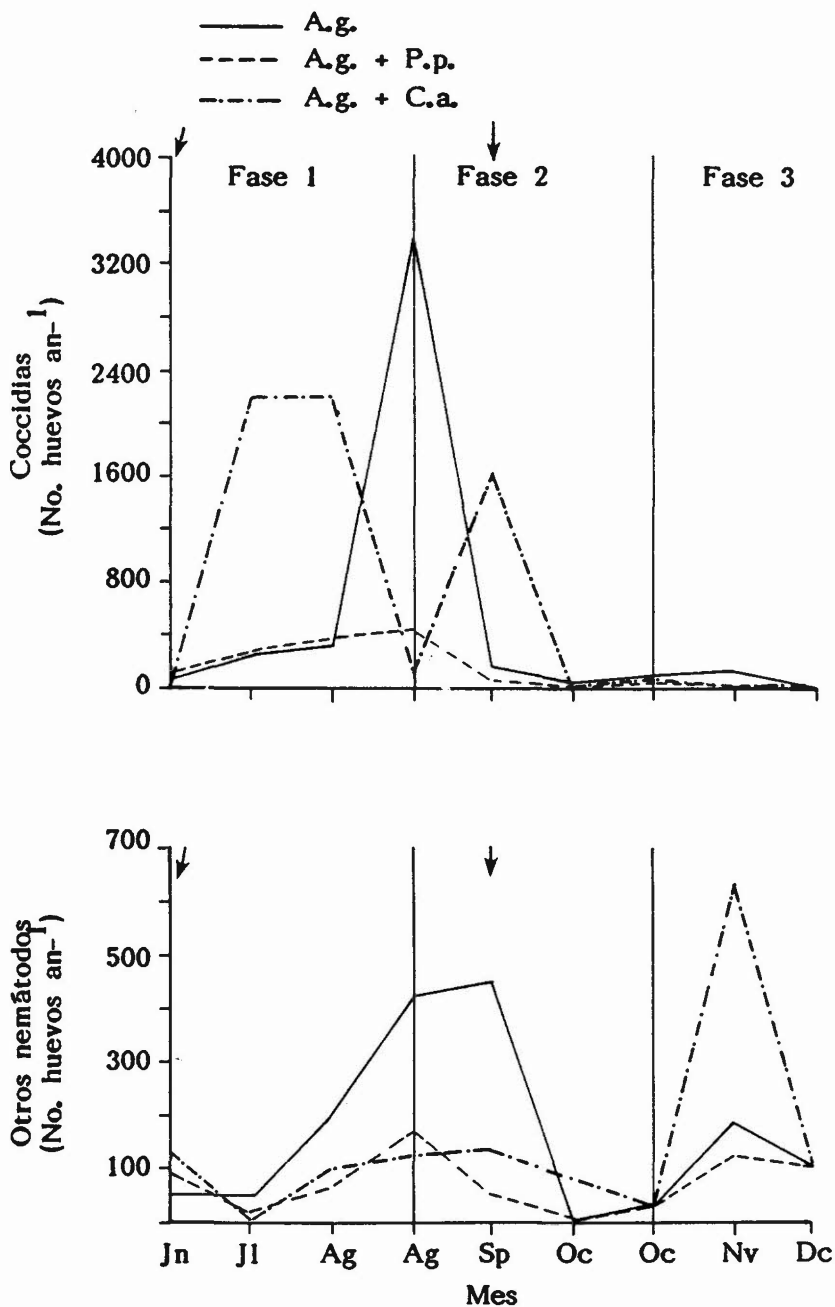 A.g.
A.g. + P.p.
A.g. + C.a.
Fase 1
Fase 2
Fase 3
4000
3200
2400
1600
800
0
Coccidias
(No. huevos an-1)
700
500
300
100
Otros nemátodos
(No. huevos an-1)
Jn Jl Ag Ag Sp Oc Oc Nv Dc
Mes